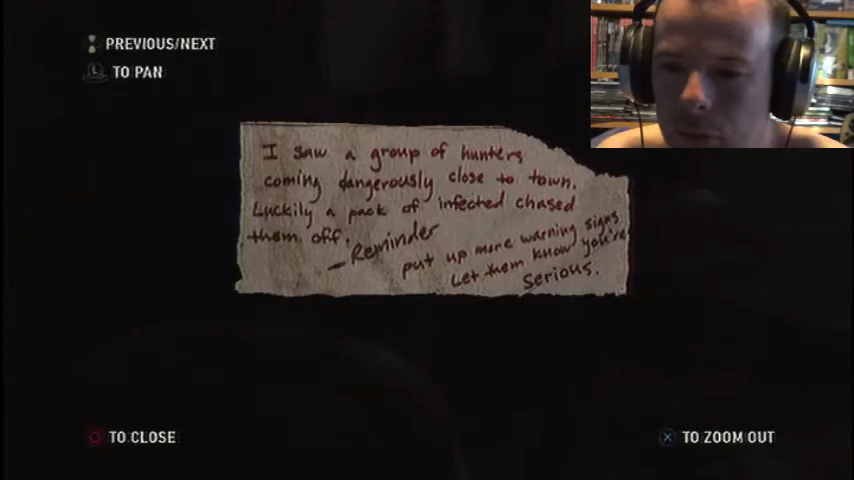 PREVIOUS/NEXT
L TO PAN
I saw a group of hunters
coming dangerously close to town.
Luckily a pack of infected chased
them off.
- Reminder
put up more warning signs
Let them know you're
Serious.
TO CLOSE
TO ZOOM OUT